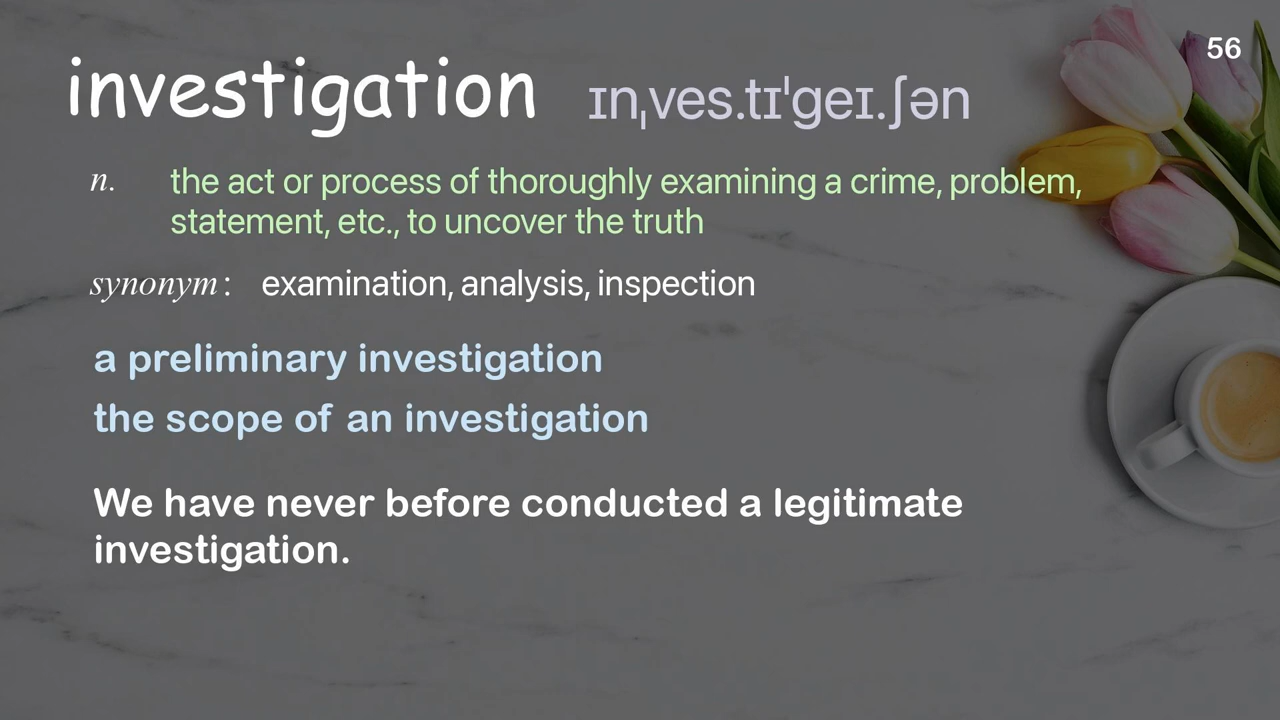 56
investigation ɪnˌves.tɪˈɡeɪ.ʃən
n. the act or process of thoroughly examining a crime, problem,
statement, etc., to uncover the truth
synonym : examination, analysis, inspection
a preliminary investigation
the scope of an investigation
We have never before conducted a legitimate
investigation.